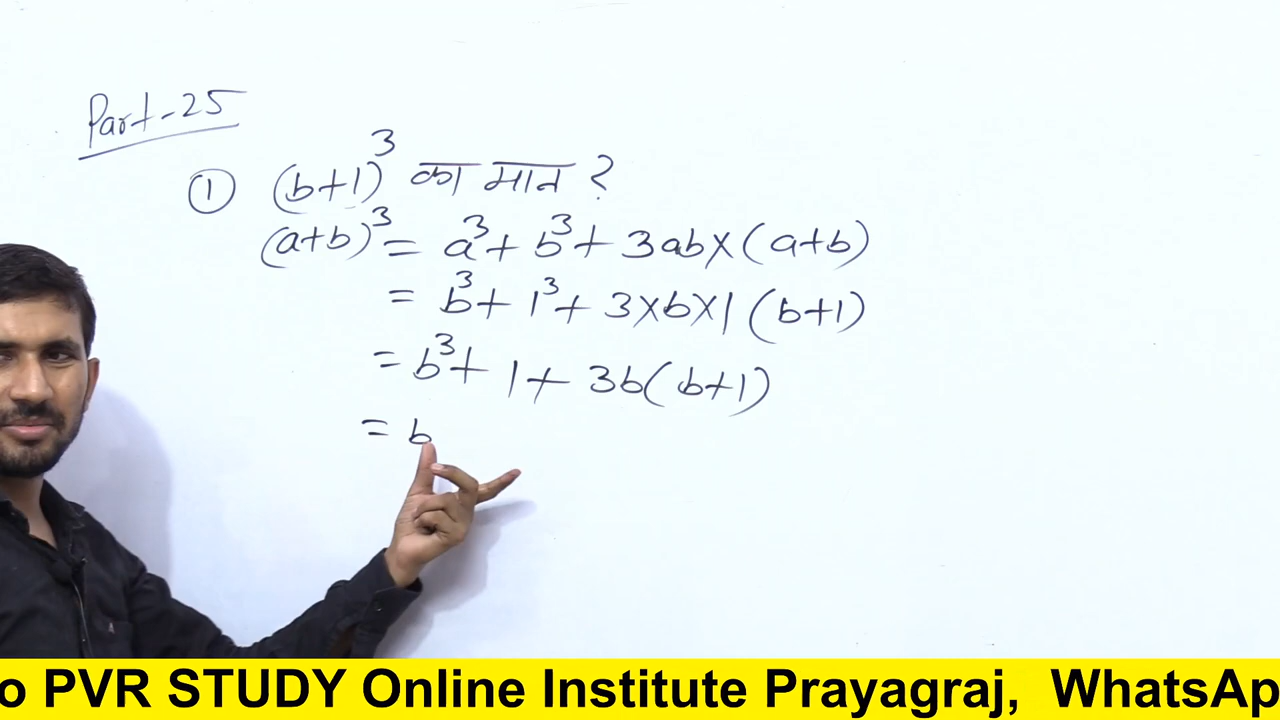 Part-25
① (b+1)³ का मान ?
(a+b)³ = a³ + b³ + 3ab×(a+b)
= b³ + 1³ + 3×b×1 (b+1)
= b³ + 1 + 3b(b+1)
= b
o PVR STUDY Online Institute Prayagraj, WhatsAp